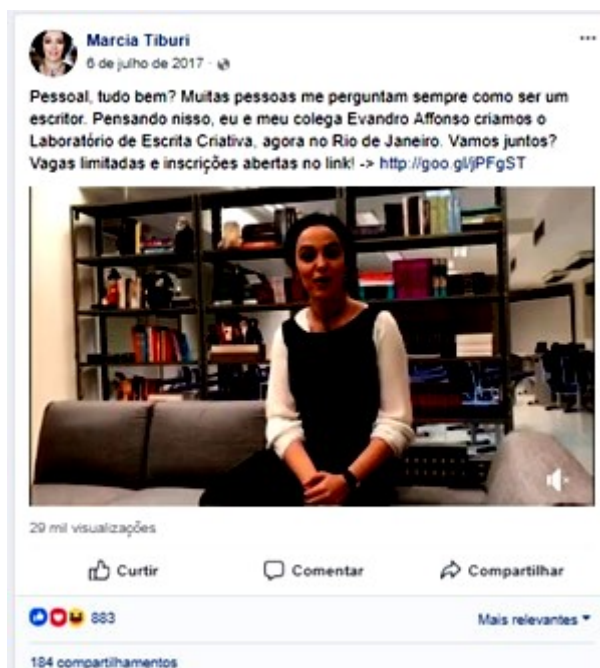 Marcia Tiburi
6 de julho de 2017 ·
Pessoal, tudo bem? Muitas pessoas me perguntam sempre como ser um
escritor. Pensando nisso, eu e meu colega Evandro Affonso criamos o
Laboratório de Escrita Criativa, agora no Rio de Janeiro. Vamos juntos?
Vagas limitadas e inscrições abertas no link! -> http://goo.gl/jPFgST
29 mil visualizações
Curtir Comentar Compartilhar
883 Mais relevantes
184 compartilhamentos